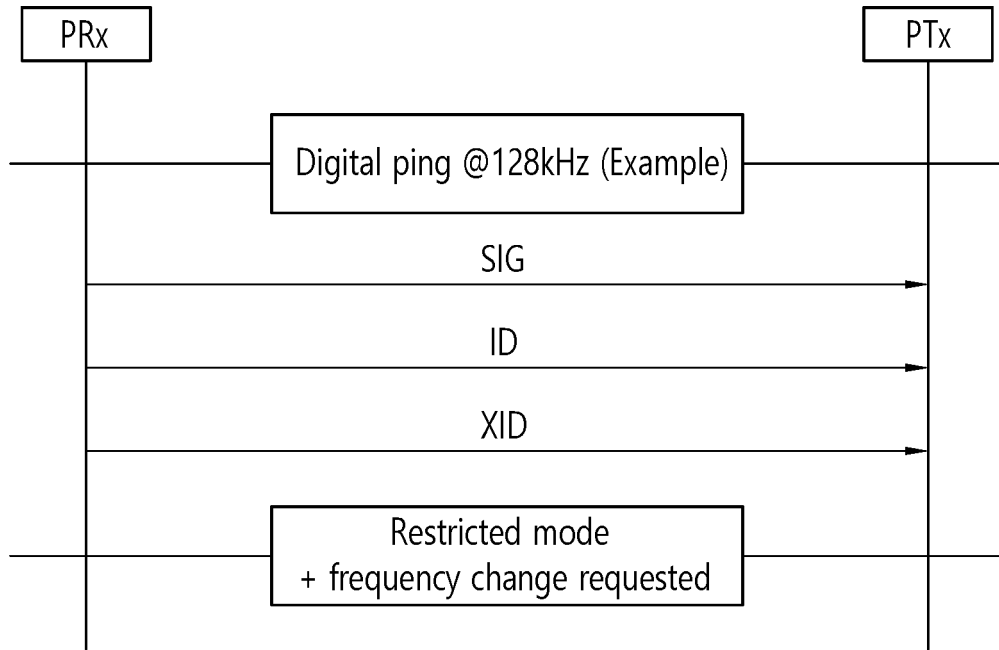 PRx
PTx
Digital ping @128kHz (Example)
SIG
ID
XID
Restricted mode
+ frequency change requested